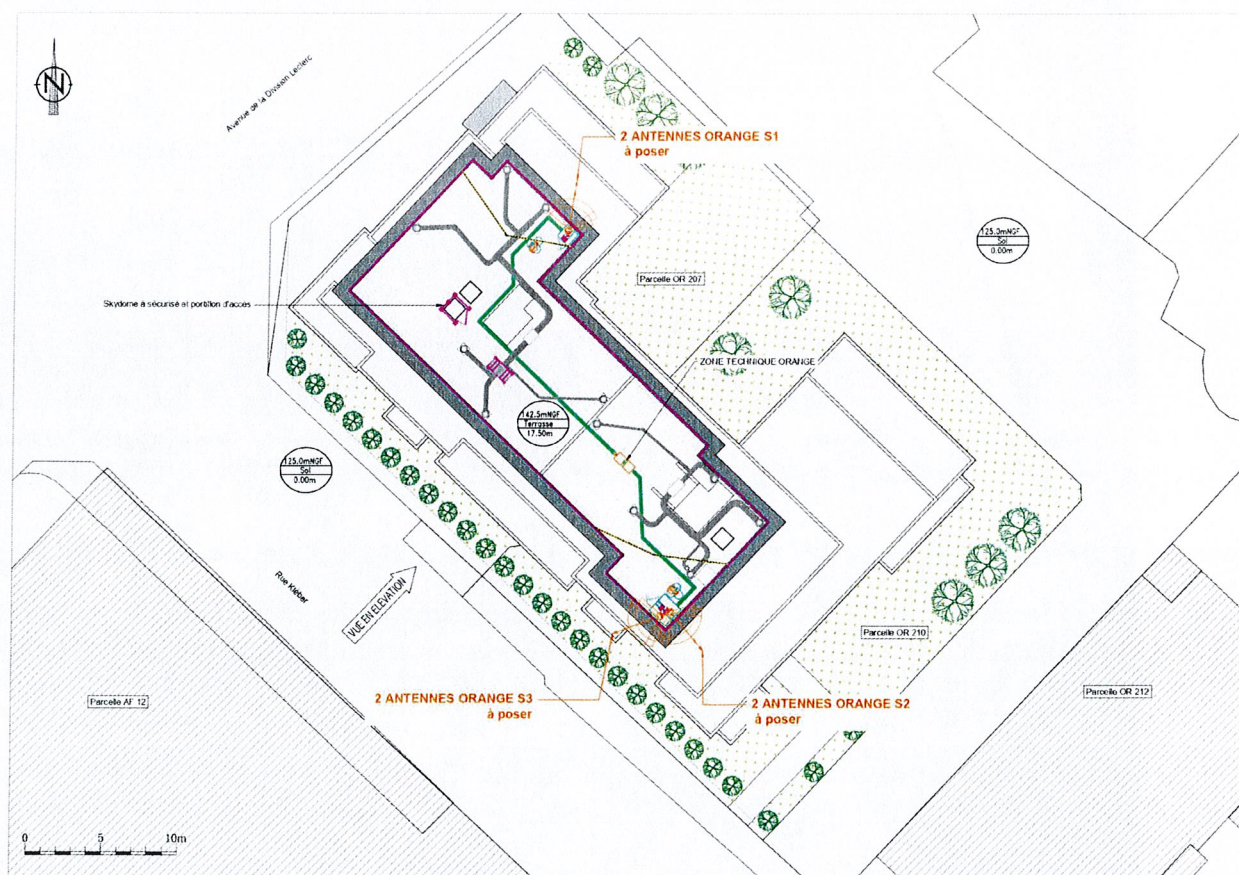 N
Avenue de la Division Leclerc
2 ANTENNES ORANGE S1
à poser
125.0mNGF
Sol
0.00m
Parcelle OR 207
Skydome à sécurisé et portillon d'accès
ZONE TECHNIQUE ORANGE
142.5mNGF
Terrasse
17.50m
125.0mNGF
Sol
0.00m
Rue Kleber
VUE EN ELEVATION
Parcelle OR 210
Parcelle AF 12
2 ANTENNES ORANGE S3
à poser
2 ANTENNES ORANGE S2
à poser
Parcelle OR 212
0 5 10m